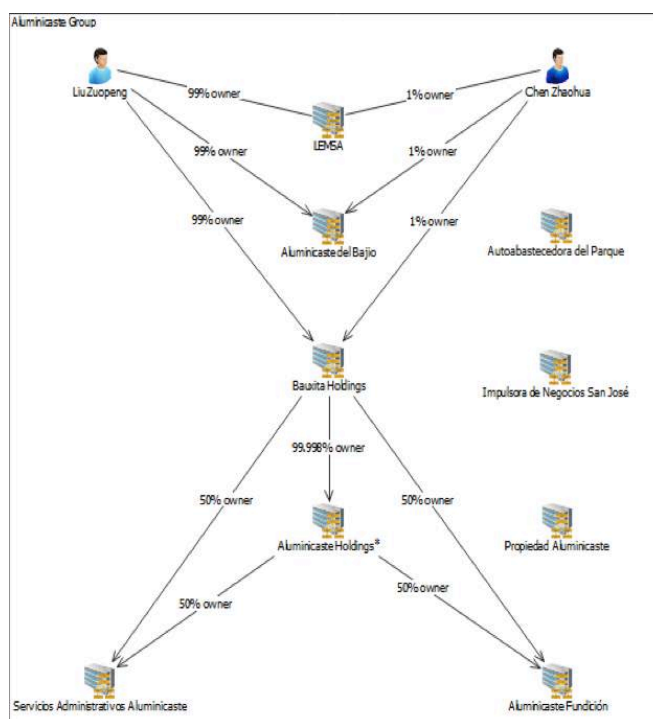 Aluminicaste Group
Liu Zuopeng
Chen Zhaohua
99% owner
1% owner
LEMSA
99% owner
1% owner
99% owner
1% owner
Aluminicaste del Bajío
Autoabastecedora del Parque
Bauxita Holdings
Impulsora de Negocios San José
99.998% owner
50% owner
50% owner
Aluminicaste Holdings*
Propiedad Aluminicaste
50% owner
50% owner
Servicios Administrativos Aluminicaste
Aluminicaste Fundición